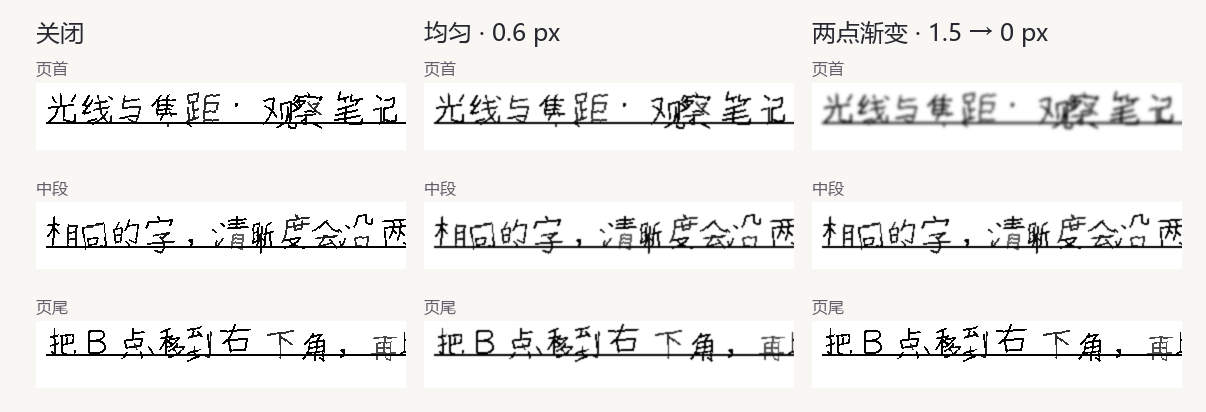 关闭
均匀 · 0.6 px
两点渐变 · 1.5 → 0 px
页首
页首
页首
光线与焦距·观察笔记
光线与焦距·观察笔记
光线与焦距·观察笔记
中段
中段
中段
相同的字，清晰度会沿两
相同的字，清晰度会沿两
相同的字，清晰度会沿两
页尾
页尾
页尾
把B点移到右下角，再
把B点移到右下角，再
把B点移到右下角，再